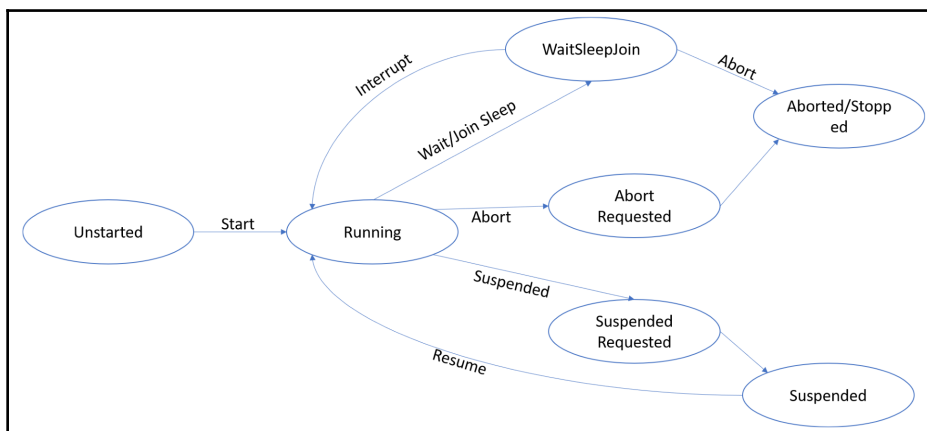 WaitSleepJoin
Abort
Interrupt
Aborted/Stopp
ed
Wait/Join Sleep
Abort
Requested
Unstarted
Start
Running
Abort
Suspended
Suspended
Requested
Resume
Suspended